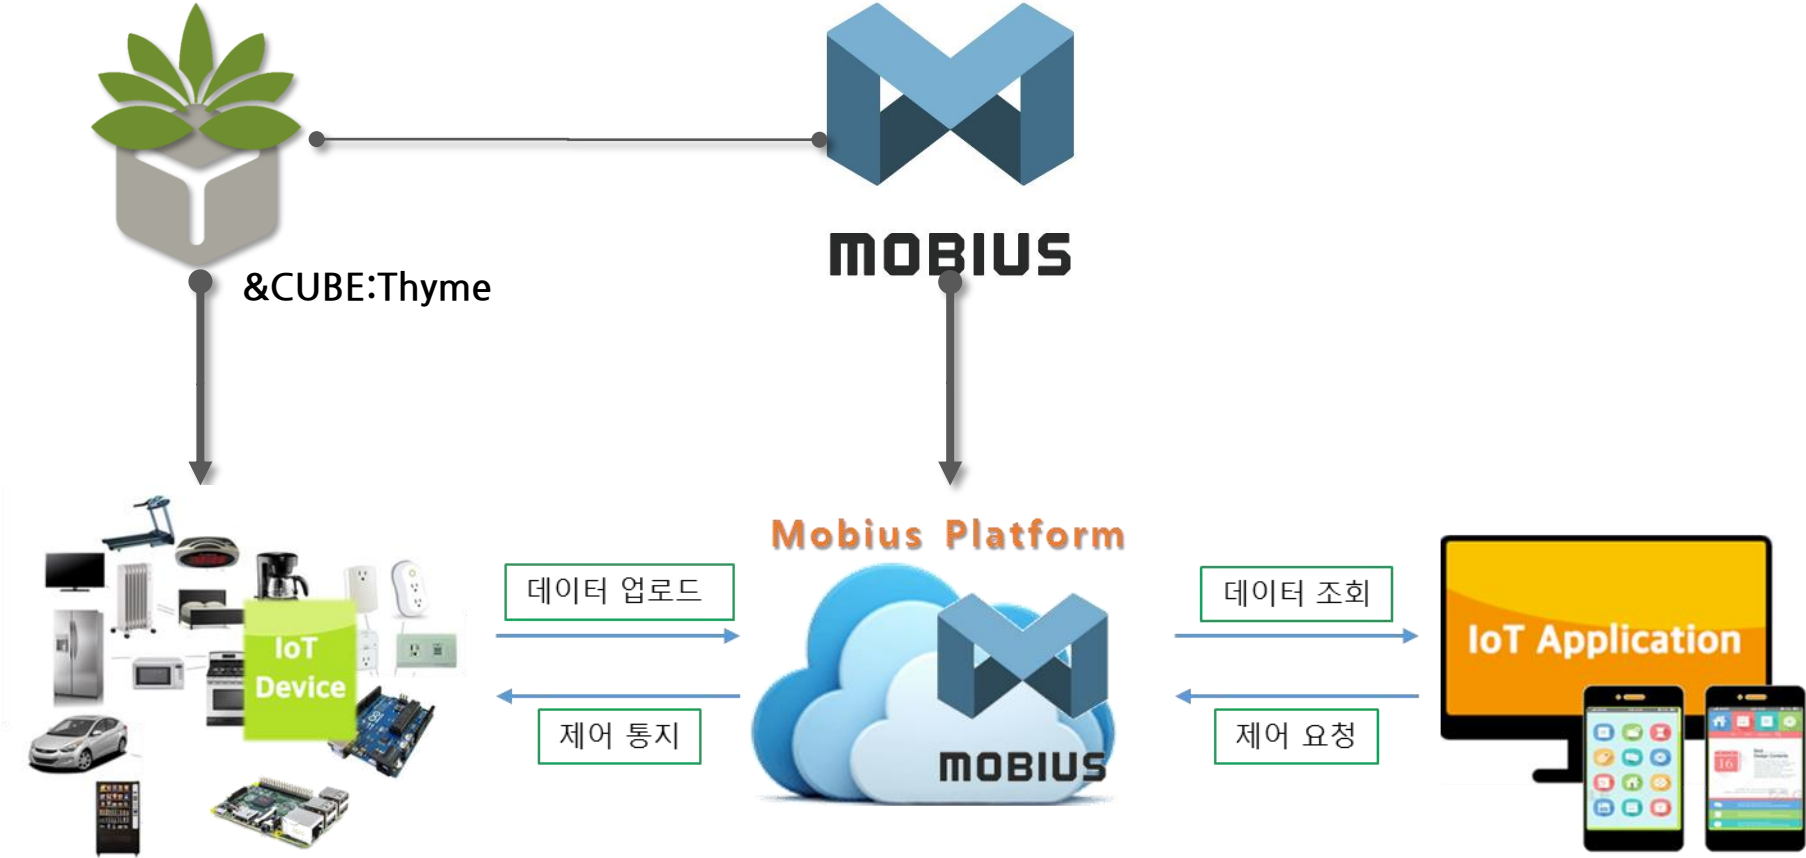 &CUBE:Thyme
MOBIUS
Mobius Platform
데이터 업로드
데이터 조회
IoT
Device
IoT Application
제어 통지
제어 요청
MOBIUS
16